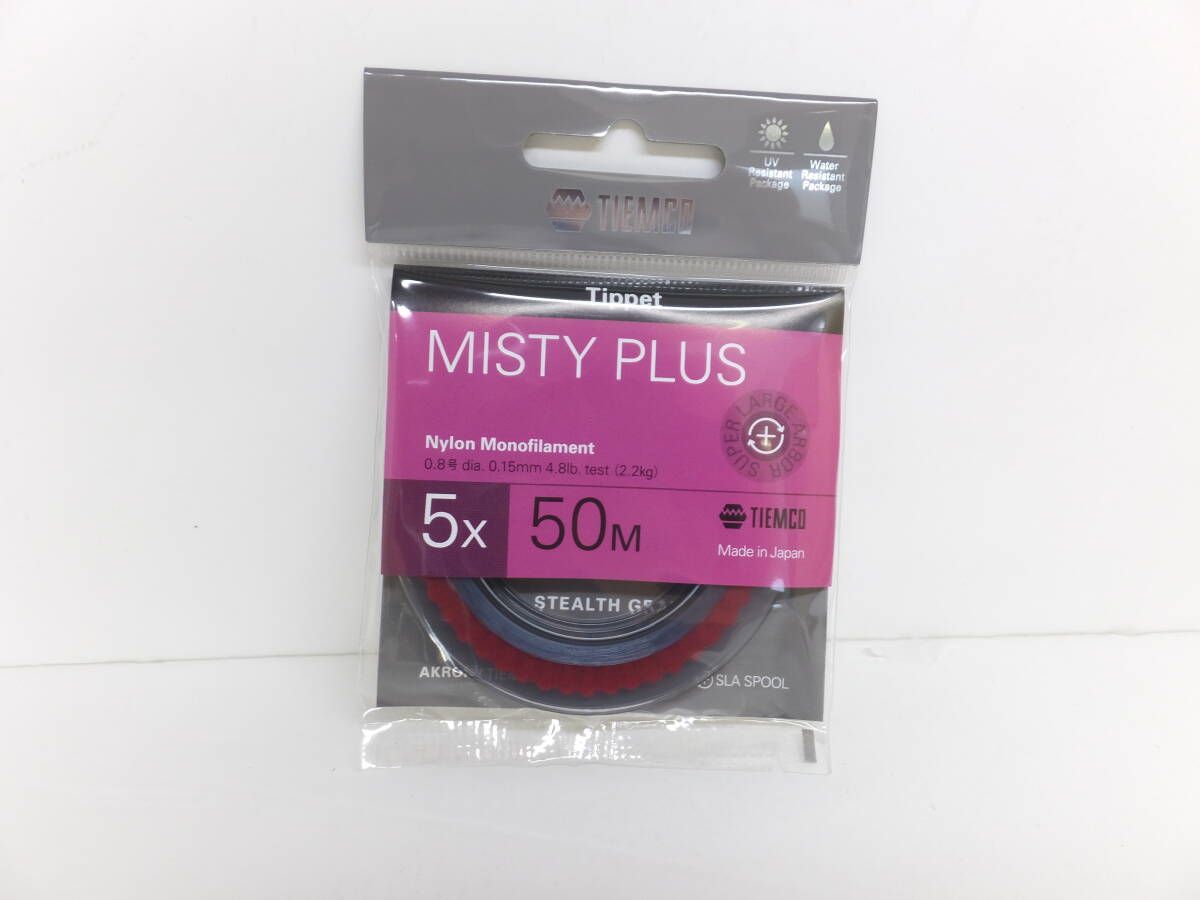 UV
Resistant
Package
Water
Resistant
Package
TIEMCO
Tippet
MISTY PLUS
SUPER LARGE ARBOR
Nylon Monofilament
0.8号 dia. 0.15mm 4.8lb. test (2.2kg)
5X 50M
TIEMCO
Made in Japan
STEALTH
SLA SPOOL